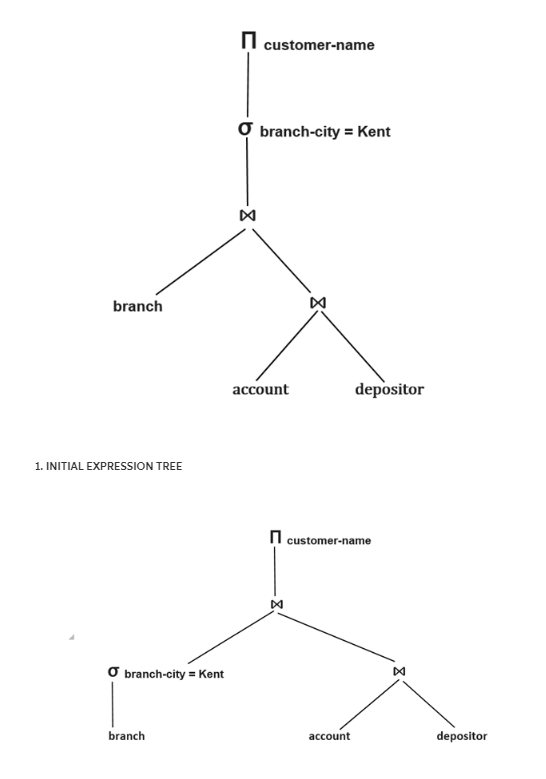 Π customer-name
σ branch-city = Kent
⋈
branch
⋈
account depositor
1. INITIAL EXPRESSION TREE
Π customer-name
⋈
σ branch-city = Kent
⋈
branch account depositor